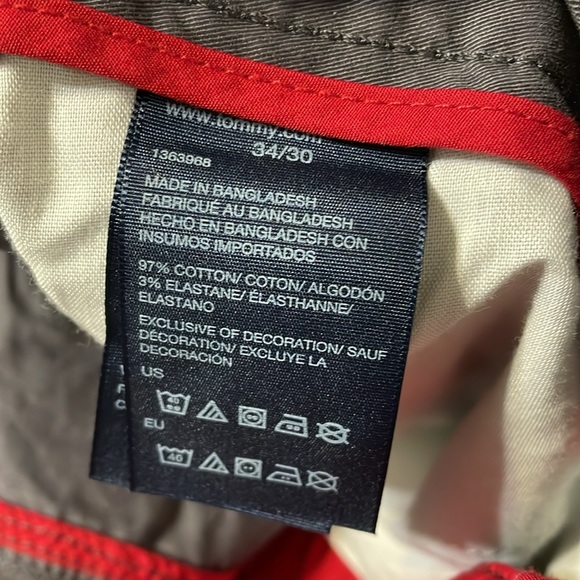 www.tommy.com
34/30
1363968
MADE IN BANGLADESH
FABRIQUÉ AU BANGLADESH
HECHO EN BANGLADESH CON
INSUMOS IMPORTADOS
97% COTTON/ COTON/ ALGODÓN
3% ELASTANE/ ÉLASTHANNE/
ELASTANO
EXCLUSIVE OF DECORATION/ SAUF
DÉCORATION/ EXCLUYE LA
DECORACIÓN
US
40
EU
40